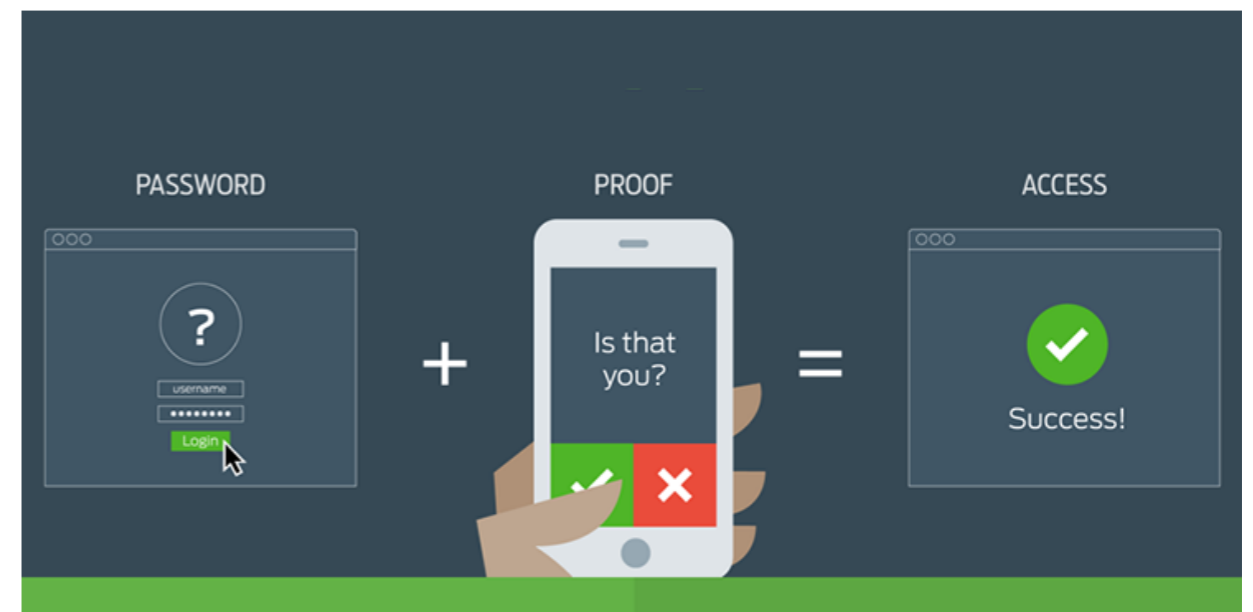 PASSWORD
PROOF
ACCESS
?
username
Login
+
Is that
you?
=
Success!